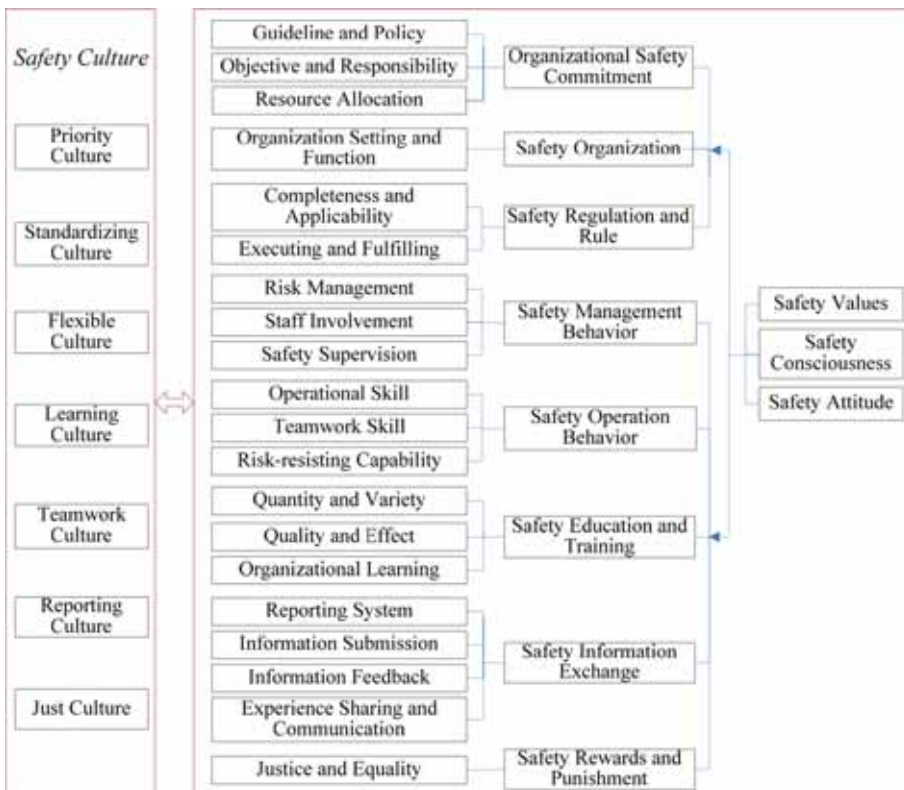 Safety Culture
Priority
Culture
Standardizing
Culture
Flexible
Culture
Learning
Culture
Teamwork
Culture
Reporting
Culture
Just Culture
Guideline and Policy
Objective and Responsibility
Resource Allocation
Organization Setting and
Function
Completeness and
Applicability
Executing and Fulfilling
Risk Management
Staff Involvement
Safety Supervision
Operational Skill
Teamwork Skill
Risk-resisting Capability
Quantity and Variety
Quality and Effect
Organizational Learning
Reporting System
Information Submission
Information Feedback
Experience Sharing and
Communication
Justice and Equality
Organizational Safety
Commitment
Safety Organization
Safety Regulation and
Rule
Safety Management
Behavior
Safety Operation
Behavior
Safety Education and
Training
Safety Information
Exchange
Safety Rewards and
Punishment
Safety Values
Safety
Consciousness
Safety Attitude